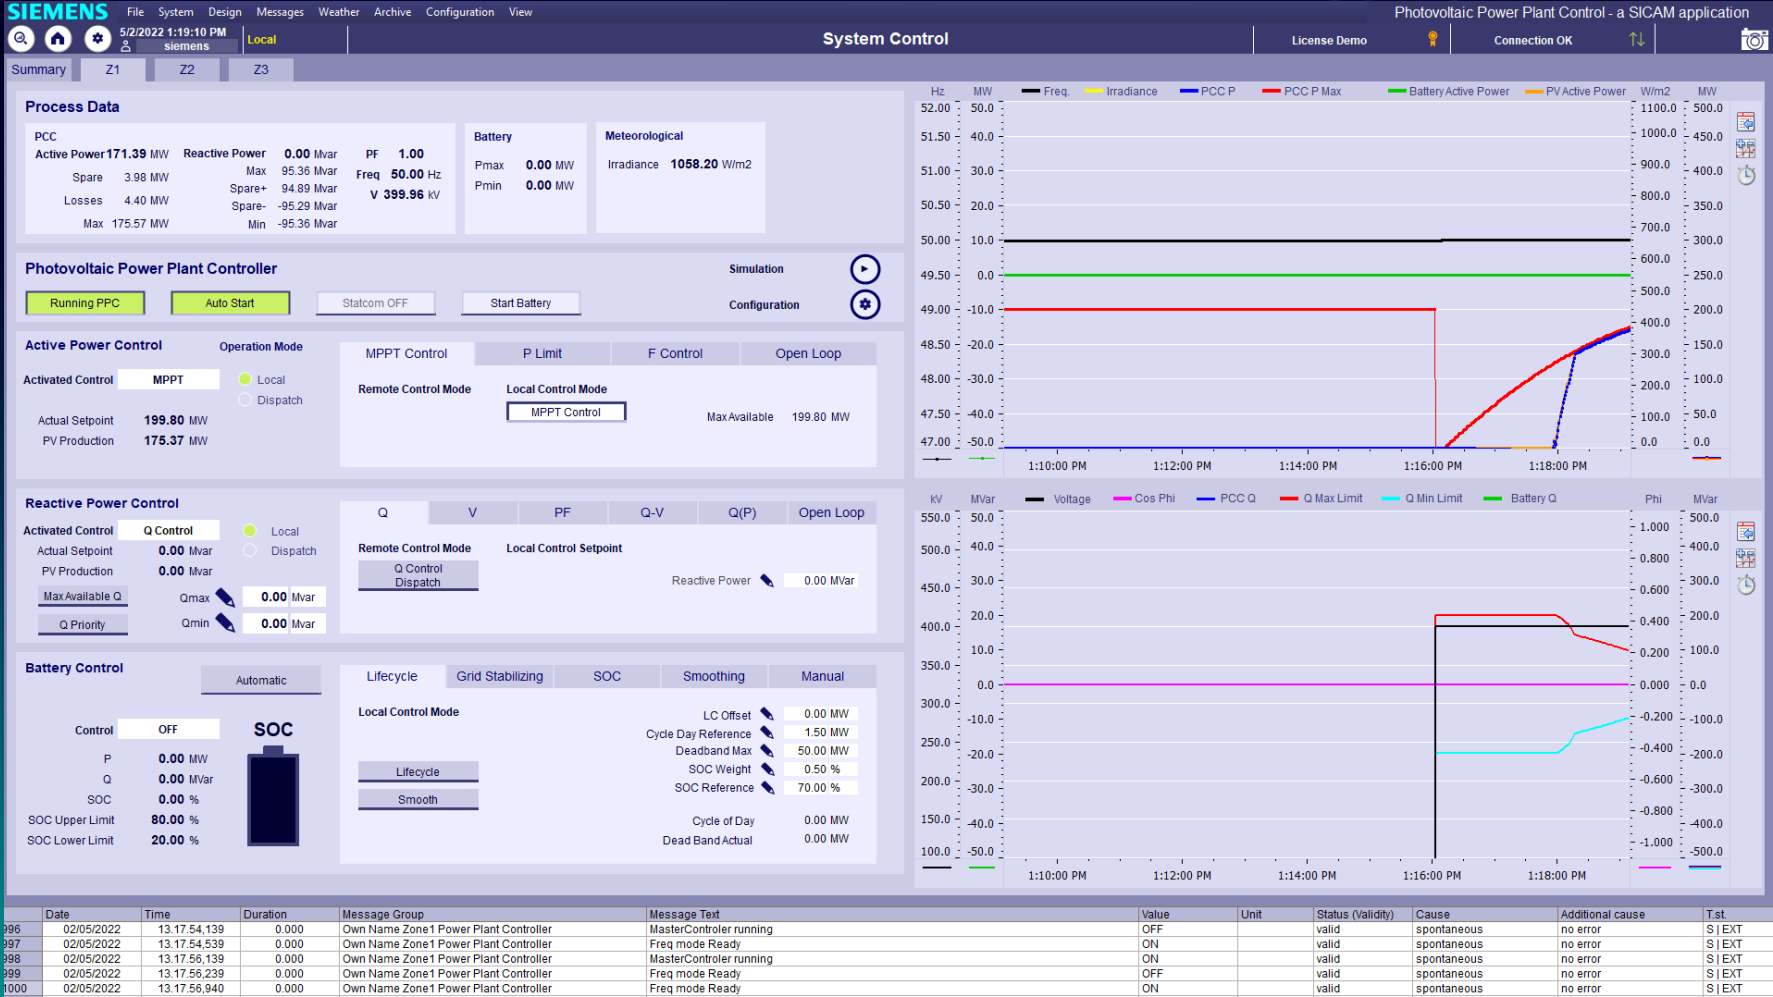 SIEMENS File System Design Messages Weather Archive Configuration View Photovoltaic Power Plant Control - a SICAM application
5/2/2022 1:19:10 PM
siemens
Local
System Control
License Demo
Connection OK
Summary Z1 Z2 Z3
Process Data
PCC
Active Power 171.39 MW
Spare 3.98 MW
Losses 4.40 MW
Max 175.57 MW
Reactive Power 0.00 Mvar
Max 95.36 Mvar
Spare+ 94.89 Mvar
Spare- -95.29 Mvar
Min -95.36 Mvar
PF 1.00
Freq 50.00 Hz
V 399.96 kV
Battery
Pmax 0.00 MW
Pmin 0.00 MW
Meteorological
Irradiance 1058.20 W/m2
Photovoltaic Power Plant Controller
Simulation
Running PPC Auto Start Statcom OFF Start Battery
Configuration
Active Power Control
Operation Mode
Activated Control MPPT
Local
Dispatch
Actual Setpoint 199.80 MW
PV Production 175.37 MW
MPPT Control P Limit F Control Open Loop
Remote Control Mode Local Control Mode
MPPT Control
Max Available 199.80 MW
Reactive Power Control
Activated Control Q Control
Local
Actual Setpoint 0.00 Mvar
Dispatch
PV Production 0.00 Mvar
Max Available Q
Qmax 0.00 Mvar
Q Priority
Qmin 0.00 Mvar
Q V PF Q-V Q(P) Open Loop
Remote Control Mode Local Control Setpoint
Q Control
Dispatch
Reactive Power 0.00 MVar
Battery Control
Automatic
Control OFF
SOC
P 0.00 MW
Q 0.00 MVar
SOC 0.00 %
SOC Upper Limit 80.00 %
SOC Lower Limit 20.00 %
Lifecycle Grid Stabilizing SOC Smoothing Manual
Local Control Mode
Lifecycle
Smooth
LC Offset 0.00 MW
Cycle Day Reference 1.50 MW
Deadband Max 50.00 MW
SOC Weight 0.50 %
SOC Reference 70.00 %
Cycle of Day 0.00 MW
Dead Band Actual 0.00 MW
Hz MW Freq. Irradiance PCC P PCC P Max Battery Active Power PV Active Power W/m2 MW
52.00 50.0 1100.0 500.0
51.50 40.0 1000.0 450.0
51.00 30.0 900.0 400.0
50.50 20.0 800.0 350.0
50.00 10.0 700.0 300.0
49.50 0.0 600.0 250.0
49.00 -10.0 500.0 200.0
48.50 -20.0 400.0 150.0
48.00 -30.0 300.0 100.0
47.50 -40.0 200.0 50.0
47.00 -50.0 100.0 0.0
0.0
1:10:00 PM 1:12:00 PM 1:14:00 PM 1:16:00 PM 1:18:00 PM
kV MVar Voltage Cos Phi PCC Q Q Max Limit Q Min Limit Battery Q Phi MVar
550.0 50.0 1.000 500.0
500.0 40.0 0.800 400.0
450.0 30.0 0.600 300.0
400.0 20.0 0.400 200.0
350.0 10.0 0.200 100.0
300.0 0.0 0.000 0.0
250.0 -10.0 -0.200 -100.0
200.0 -20.0 -0.400 -200.0
150.0 -30.0 -0.600 -300.0
100.0 -40.0 -0.800 -400.0
-50.0 -1.000 -500.0
1:10:00 PM 1:12:00 PM 1:14:00 PM 1:16:00 PM 1:18:00 PM
Date Time Duration Message Group Message Text Value Unit Status (Validity) Cause Additional cause T.st.
996 02/05/2022 13.17.54,139 0.000 Own Name Zone1 Power Plant Controller MasterControler running OFF valid spontaneous no error S | EXT
997 02/05/2022 13.17.54,539 0.000 Own Name Zone1 Power Plant Controller Freq mode Ready ON valid spontaneous no error S | EXT
998 02/05/2022 13.17.56,139 0.000 Own Name Zone1 Power Plant Controller MasterControler running ON valid spontaneous no error S | EXT
999 02/05/2022 13.17.56,239 0.000 Own Name Zone1 Power Plant Controller Freq mode Ready OFF valid spontaneous no error S | EXT
1000 02/05/2022 13.17.56,940 0.000 Own Name Zone1 Power Plant Controller Freq mode Ready ON valid spontaneous no error S | EXT